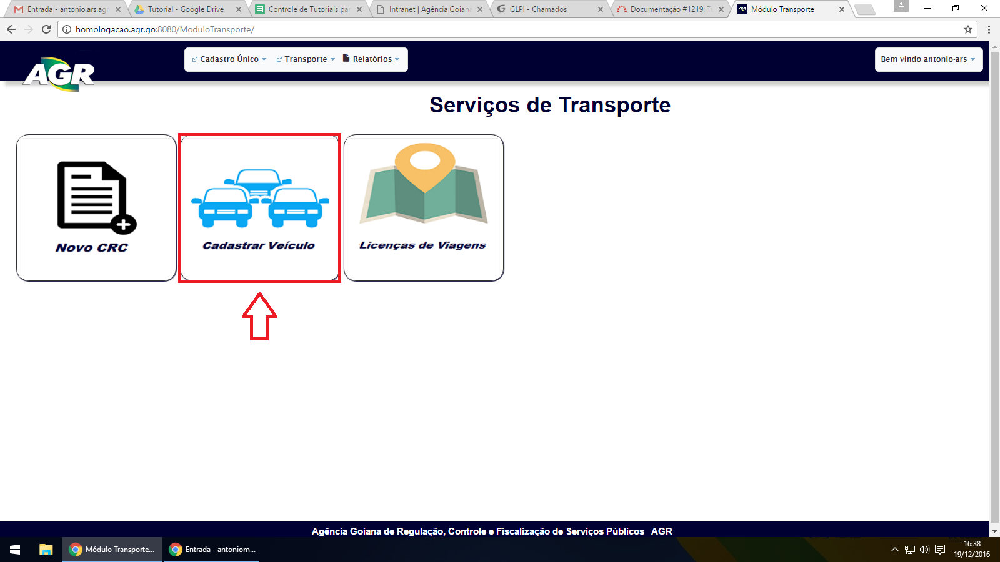 Entrada - antonio.ars.agr
Tutorial - Google Drive
Controle de Tutoriais pa
Intranet | Agência Goian
GLPI - Chamados
Documentação #1219: T
Módulo Transporte
homologacao.agr.go:8080/ModuloTransporte/
AGR
Cadastro Único
Transporte
Relatórios
Bem vindo antonio-ars
Serviços de Transporte
Novo CRC
Cadastrar Veículo
Licenças de Viagens
Agência Goiana de Regulação, Controle e Fiscalização de Serviços Públicos AGR
Módulo Transporte...
Entrada - antoniom...
16:38
19/12/2016